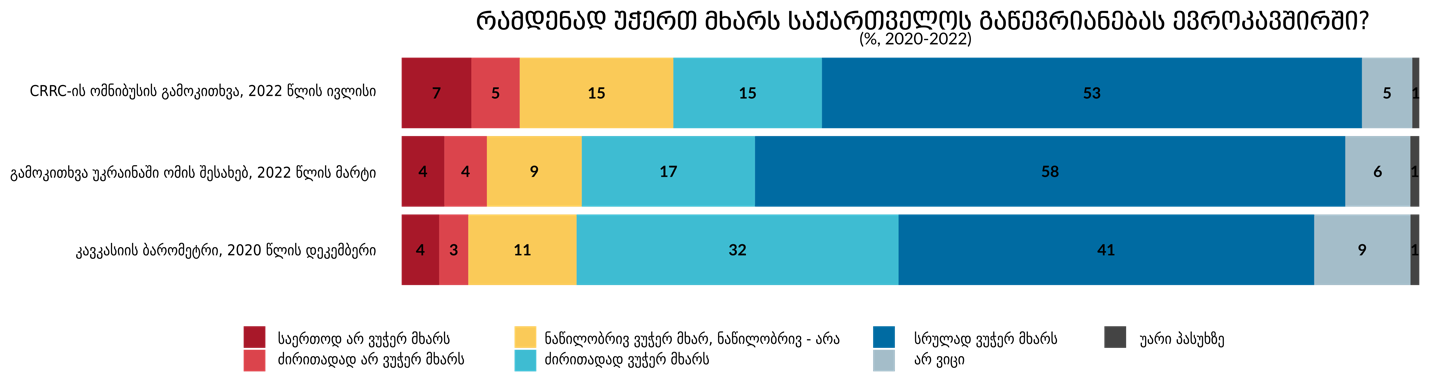 რამდენად უჭერთ მხარს საქართველოს გაწევრიანებას ევროკავშირში?
(%, 2020-2022)
CRRC-ის ომნიბუსის გამოკითხვა, 2022 წლის ივლისი
7 5 15 15 53 5 1
გამოკითხვა უკრაინაში ომის შესახებ, 2022 წლის მარტი
4 4 9 17 58 6 1
კავკასიის ბარომეტრი, 2020 წლის დეკემბერი
4 3 11 32 41 9 1
საერთოდ არ ვუჭერ მხარს
ძირითადად არ ვუჭერ მხარს
ნაწილობრივ ვუჭერ მხარ, ნაწილობრივ - არა
ძირითადად ვუჭერ მხარს
სრულად ვუჭერ მხარს
არ ვიცი
უარი პასუხზე